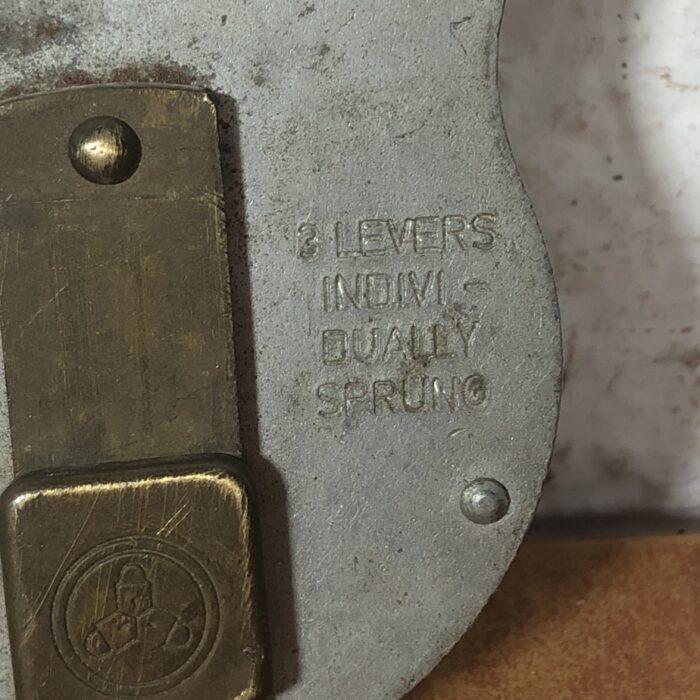 3 LEVERS
INDIVI-
DUALLY
SPRUNG